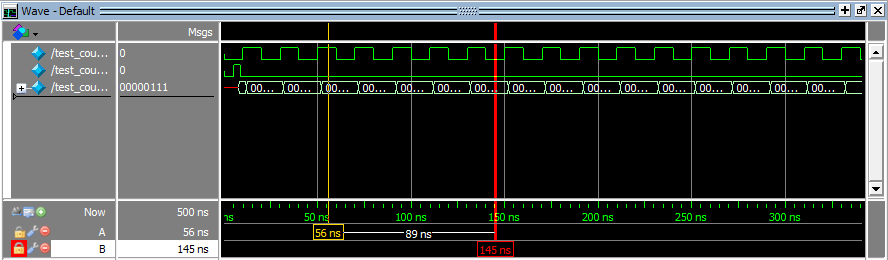 Wave - Default
Msgs
/test_cou... 0
/test_cou... 0
/test_cou... 00000111
00... 00... 00... 00... 00... 00... 00... 00... 00... 00... 00... 00... 00... 00... 00... 00...
Now 500 ns
ns 50 ns 100 ns 150 ns 200 ns 250 ns 300 ns
A 56 ns 56 ns 89 ns
B 145 ns 145 ns